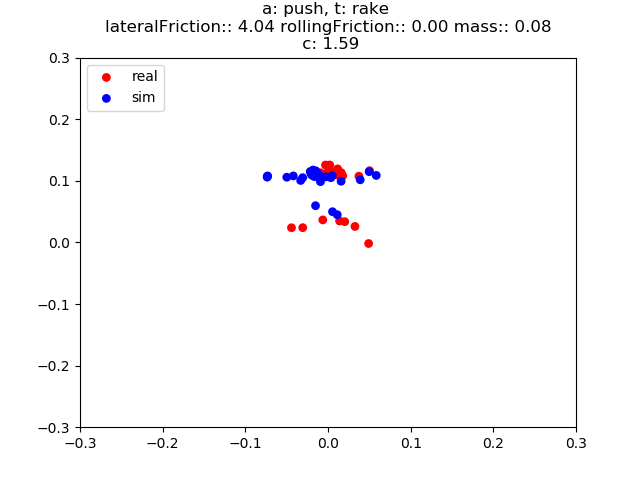 a: push, t: rake
lateralFriction:: 4.04 rollingFriction:: 0.00 mass:: 0.08
c: 1.59
real
sim
0.3
0.2
0.1
0.0
−0.1
−0.2
−0.3
−0.3
−0.2
−0.1
0.0
0.1
0.2
0.3